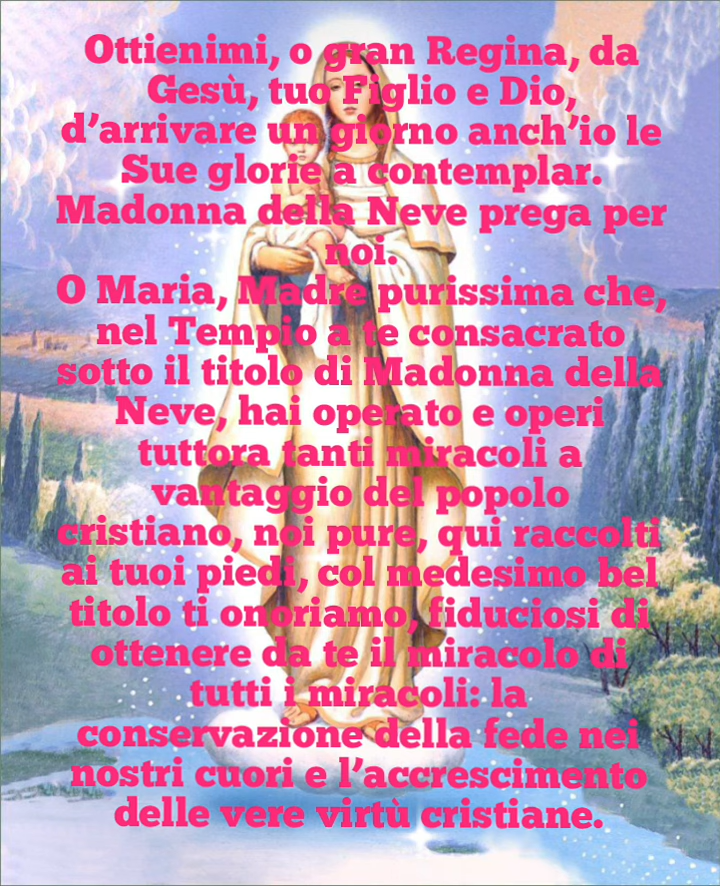 Ottienimi, o gran Regina, da
Gesù, tuo Figlio e Dio,
d’arrivare un giorno anch’io le
Sue glorie a contemplar.
Madonna della Neve prega per
noi.
O Maria, Madre purissima che,
nel Tempio a te consacrato
sotto il titolo di Madonna della
Neve, hai operato e operi
tuttora tanti miracoli a
vantaggio del popolo
cristiano, noi pure, qui raccolti
ai tuoi piedi, col medesimo bel
titolo ti onoriamo, fiduciosi di
ottenere da te il miracolo di
tutti i miracoli: la
conservazione della fede nei
nostri cuori e l’accrescimento
delle vere virtù cristiane.